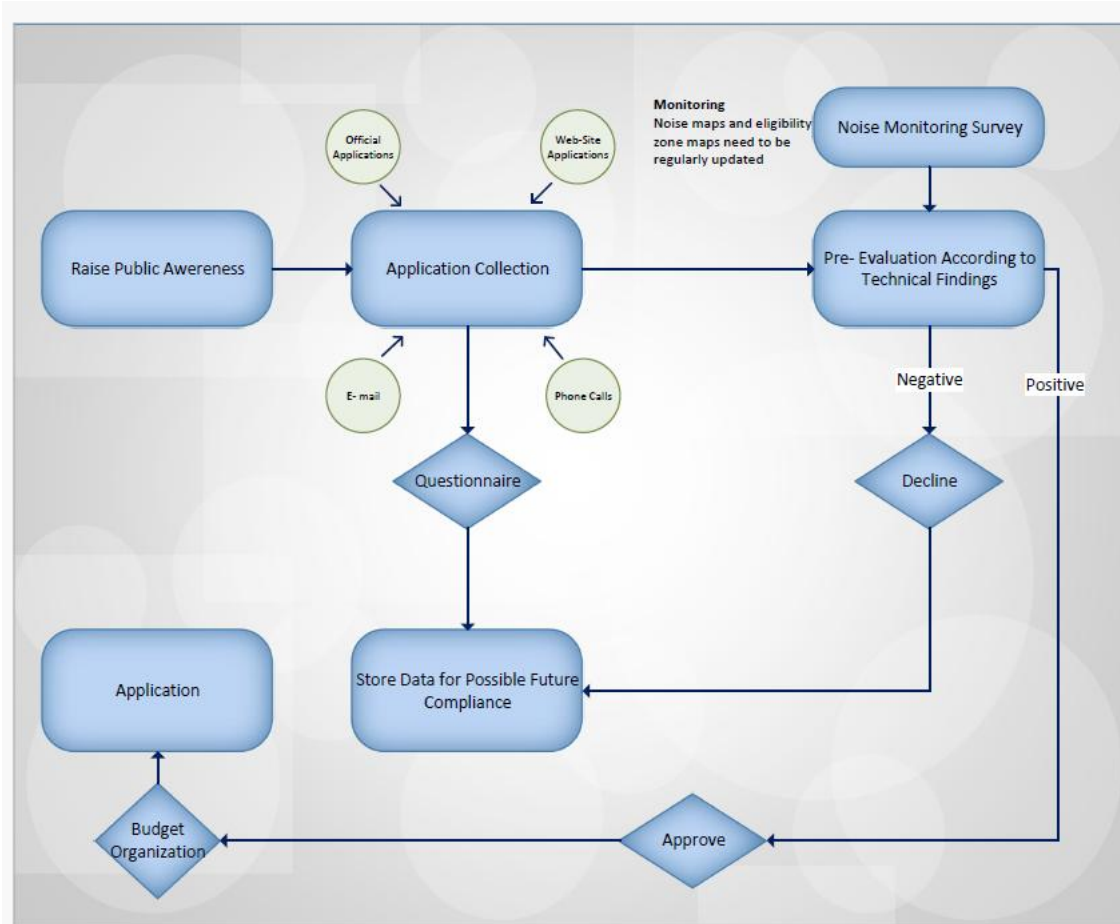 Official
Applications
Web-Site
Applications
Monitoring
Noise maps and eligibility
zone maps need to be
regularly updated
Noise Monitoring Survey
Raise Public Awereness
Application Collection
Pre- Evaluation According to
Technical Findings
E- mail
Phone Calls
Negative
Positive
Questionnaire
Decline
Application
Store Data for Possible Future
Compliance
Budget
Organization
Approve